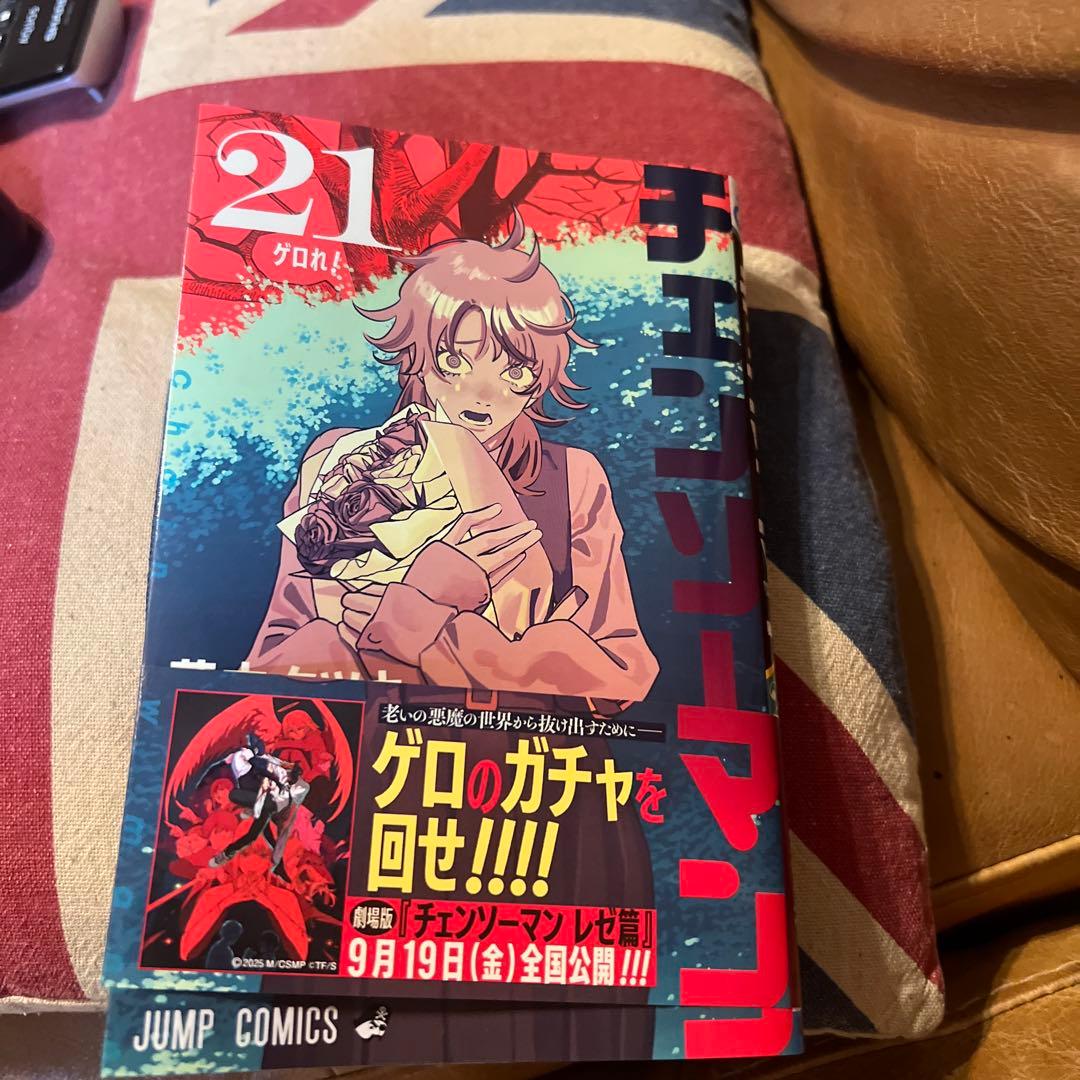 21
ゲロれ!
チェンソーマン
老いの悪魔の世界から抜け出すために──
ゲロのガチャを
回せ!!!!
劇場版『チェンソーマン レゼ篇』
9月19日(金)全国公開!!!
©2025 M/CSMP ©TF/S
JUMP COMICS